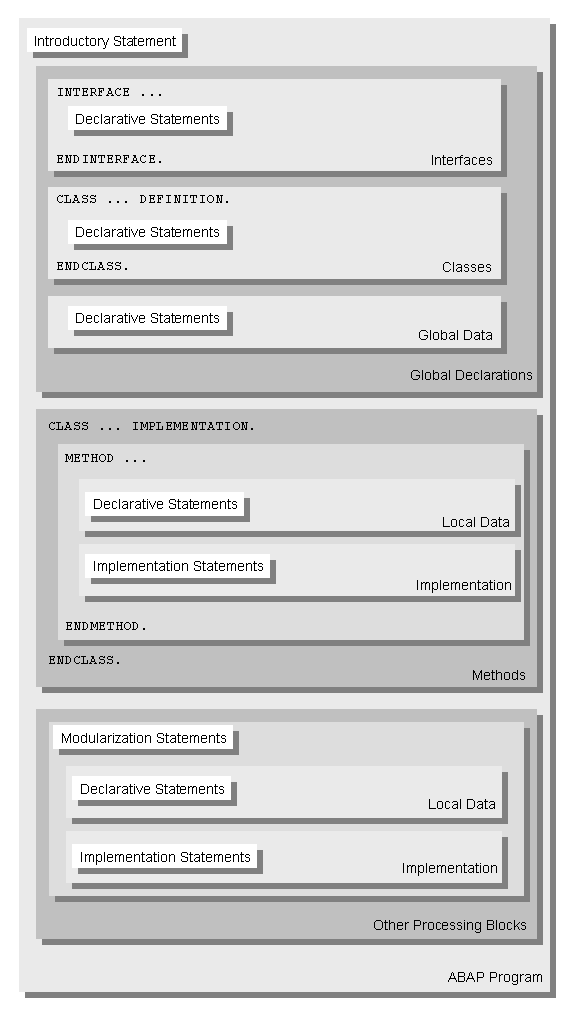 Introductory Statement
INTERFACE ...
Declarative Statements
ENDINTERFACE.
Interfaces
CLASS ... DEFINITION.
Declarative Statements
ENDCLASS.
Classes
Declarative Statements
Global Data
Global Declarations
CLASS ... IMPLEMENTATION.
METHOD ...
Declarative Statements
Local Data
Implementation Statements
Implementation
ENDMETHOD.
ENDCLASS.
Methods
Modularization Statements
Declarative Statements
Local Data
Implementation Statements
Implementation
Other Processing Blocks
ABAP Program